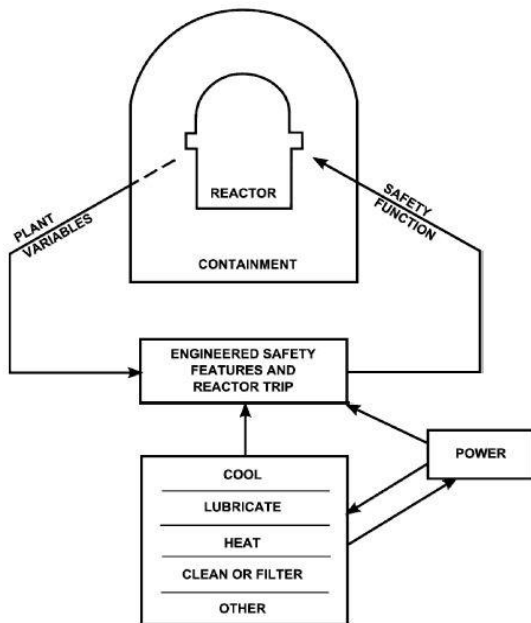 REACTOR
CONTAINMENT
PLANT
VARIABLES
SAFETY
FUNCTION
ENGINEERED SAFETY
FEATURES AND
REACTOR TRIP
POWER
COOL
LUBRICATE
HEAT
CLEAN OR FILTER
OTHER